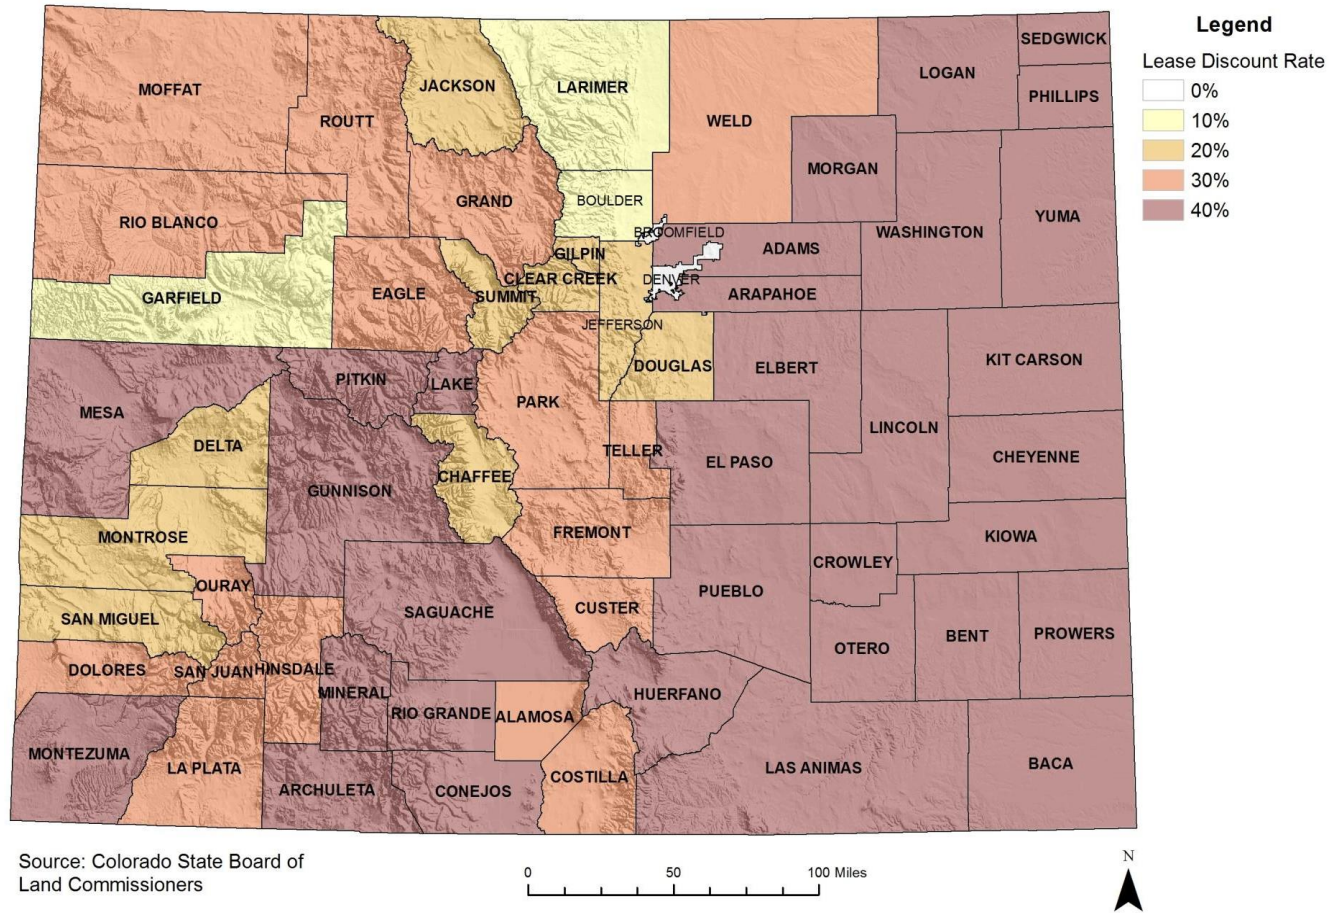 Legend
Lease Discount Rate
0%
10%
20%
30%
40%
SEDGWICK
LOGAN
JACKSON
LARIMER
MOFFAT
PHILLIPS
ROUTT
WELD
MORGAN
GRAND
BOULDER
YUMA
RIO BLANCO
BROOMFIELD
WASHINGTON
ADAMS
GILPIN
CLEAR CREEK
DENVER
GARFIELD
EAGLE
SUMMIT
ARAPAHOE
JEFFERSON
KIT CARSON
DOUGLAS
ELBERT
PITKIN
LAKE
PARK
MESA
LINCOLN
DELTA
TELLER
CHEYENNE
EL PASO
CHAFFEE
GUNNISON
FREMONT
MONTROSE
KIOWA
CROWLEY
OURAY
PUEBLO
CUSTER
SAGUACHE
SAN MIGUEL
PROWERS
BENT
OTERO
DOLORES
SAN JUAN
HINSDALE
MINERAL
HUERFANO
RIO GRANDE
ALAMOSA
MONTEZUMA
LA PLATA
COSTILLA
LAS ANIMAS
BACA
ARCHULETA
CONEJOS
Source: Colorado State Board of
Land Commissioners
0 50 100 Miles
N